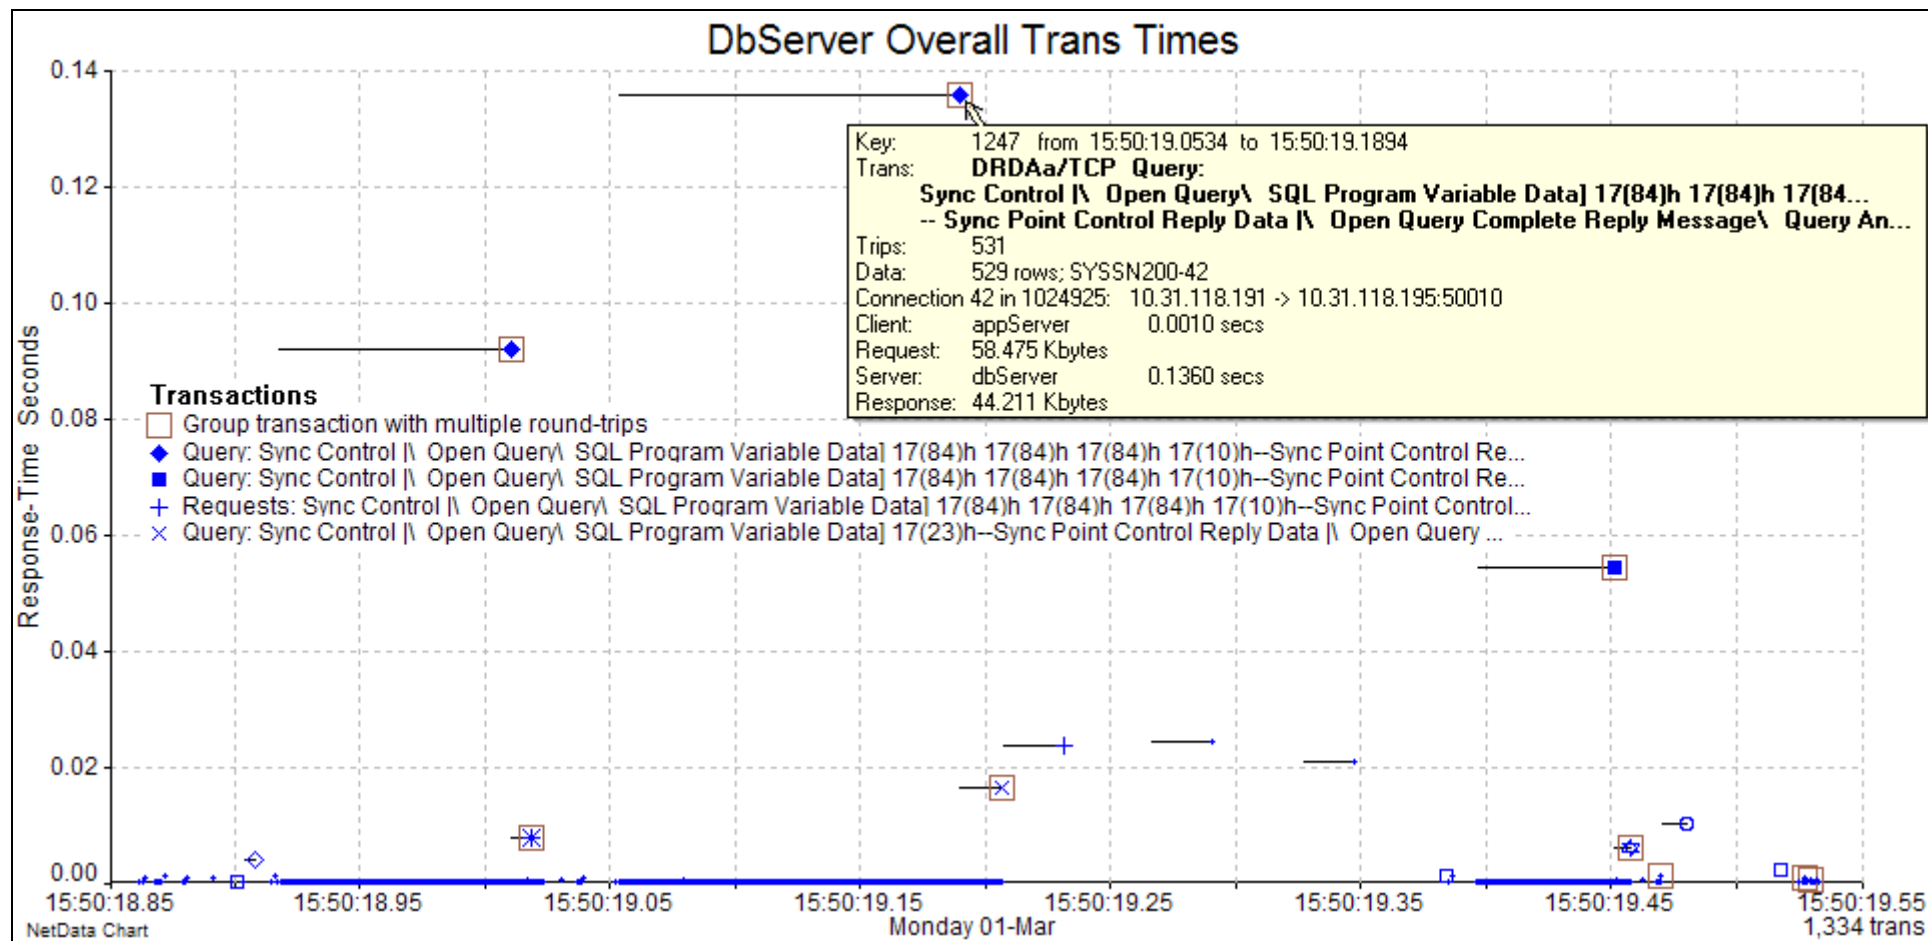 DbServer Overall Trans Times
Response-Time Seconds
0.14
0.12
0.10
0.08
0.06
0.04
0.02
0.00
Key: 1247 from 15:50:19.0534 to 15:50:19.1894
Trans: DRDAa/TCP Query:
Sync Control |\ Open Query\ SQL Program Variable Data] 17(84)h 17(84)h 17(84...
-- Sync Point Control Reply Data |\ Open Query Complete Reply Message\ Query An...
Trips: 531
Data: 529 rows; SYSSN200-42
Connection 42 in 1024925: 10.31.118.191 -> 10.31.118.195:50010
Client: appServer 0.0010 secs
Request: 58.475 Kbytes
Server: dbServer 0.1360 secs
Response: 44.211 Kbytes
Transactions
Group transaction with multiple round-trips
Query: Sync Control |\ Open Query\ SQL Program Variable Data] 17(84)h 17(84)h 17(84)h 17(10)h--Sync Point Control Re...
Query: Sync Control |\ Open Query\ SQL Program Variable Data] 17(84)h 17(84)h 17(84)h 17(10)h--Sync Point Control Re...
Requests: Sync Control |\ Open Query\ SQL Program Variable Data] 17(84)h 17(84)h 17(84)h 17(10)h--Sync Point Control...
Query: Sync Control |\ Open Query\ SQL Program Variable Data] 17(23)h--Sync Point Control Reply Data |\ Open Query ...
15:50:18.85 15:50:18.95 15:50:19.05 15:50:19.15 15:50:19.25 15:50:19.35 15:50:19.45 15:50:19.55
NetData Chart Monday 01-Mar 1,334 trans